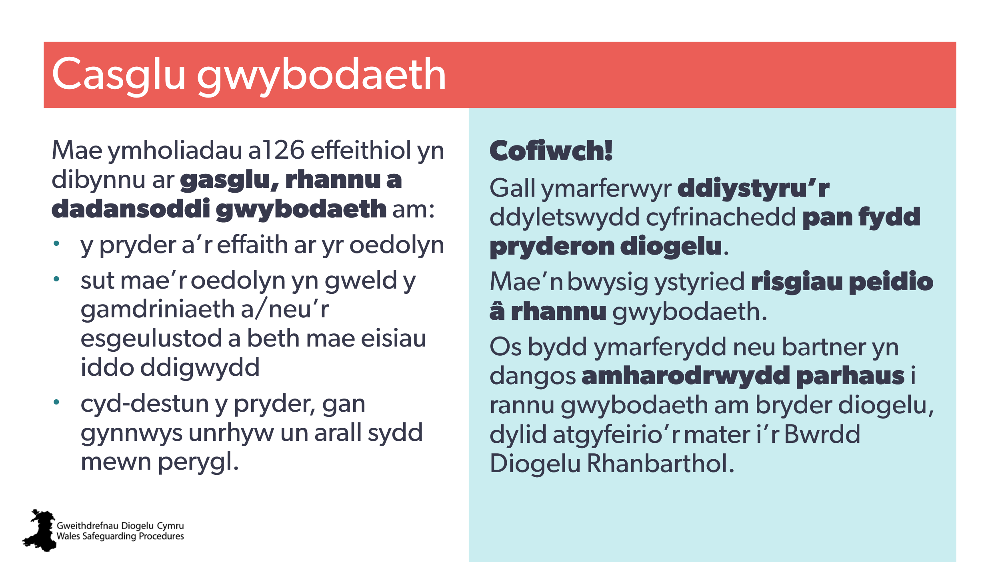 Casglu gwybodaeth
Mae ymholiadau a126 effeithiol yn
dibynnu ar gasglu, rhannu a
dadansoddi gwybodaeth am:
• y pryder a’r effaith ar yr oedolyn
• sut mae’r oedolyn yn gweld y
gamdriniaeth a/neu’r
esgeulustod a beth mae eisiau
iddo ddigwydd
• cyd-destun y pryder, gan
gynnwys unrhyw un arall sydd
mewn perygl.
Cofiwch!
Gall ymarferwyr ddiystyru’r
ddyletswydd cyfrinachedd pan fydd
pryderon diogelu.
Mae’n bwysig ystyried risgiau peidio
â rhannu gwybodaeth.
Os bydd ymarferydd neu bartner yn
dangos amharodrwydd parhaus i
rannu gwybodaeth am bryder diogelu,
dylid atgyfeirio’r mater i’r Bwrdd
Diogelu Rhanbarthol.
Gweithdrefnau Diogelu Cymru
Wales Safeguarding Procedures